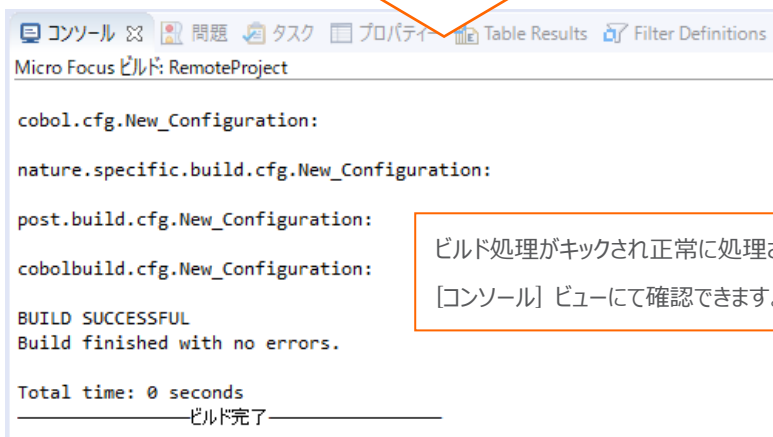 コンソール 問題 タスク プロパティー Table Results Filter Definitions
Micro Focus ビルド: RemoteProject
cobol.cfg.New_Configuration:
nature.specific.build.cfg.New_Configuration:
post.build.cfg.New_Configuration:
cobolbuild.cfg.New_Configuration:
ビルド処理がキックされ正常に処理
[コンソール] ビューにて確認できます
BUILD SUCCESSFUL
Build finished with no errors.
Total time: 0 seconds
ビルド完了